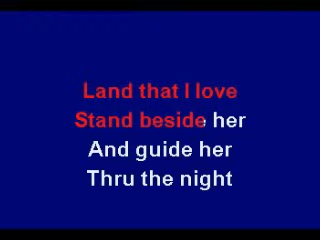 Land that I love
Stand beside her
And guide her
Thru the night